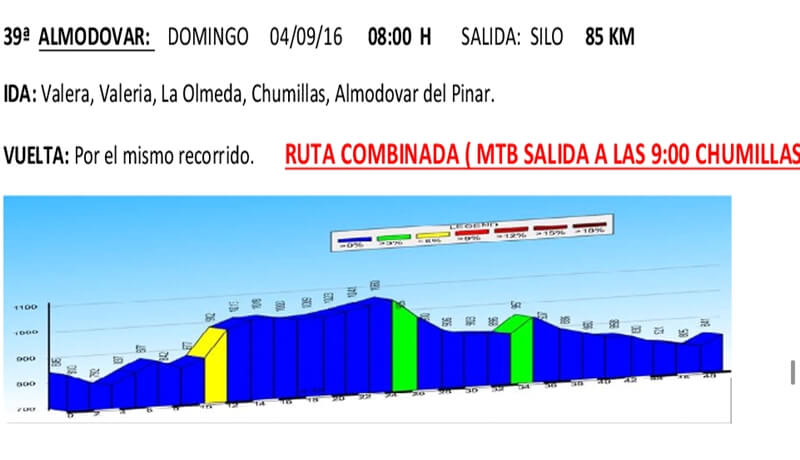 39ª ALMODOVAR: DOMINGO 04/09/16 08:00 H SALIDA: SILO 85 KM
IDA: Valera, Valeria, La Olmeda, Chumillas, Almodovar del Pinar.
VUELTA: Por el mismo recorrido. RUTA COMBINADA ( MTB SALIDA A LAS 9:00 CHUMILLAS
LEGEND
>0% >3% >6% >9% >12% >15% >18%
1100
1000
900
800
700
0 2 4 6 8 10 12 14 16 18 20 22 24 26 28 30 32 34 36 38 40 42 44 46 48